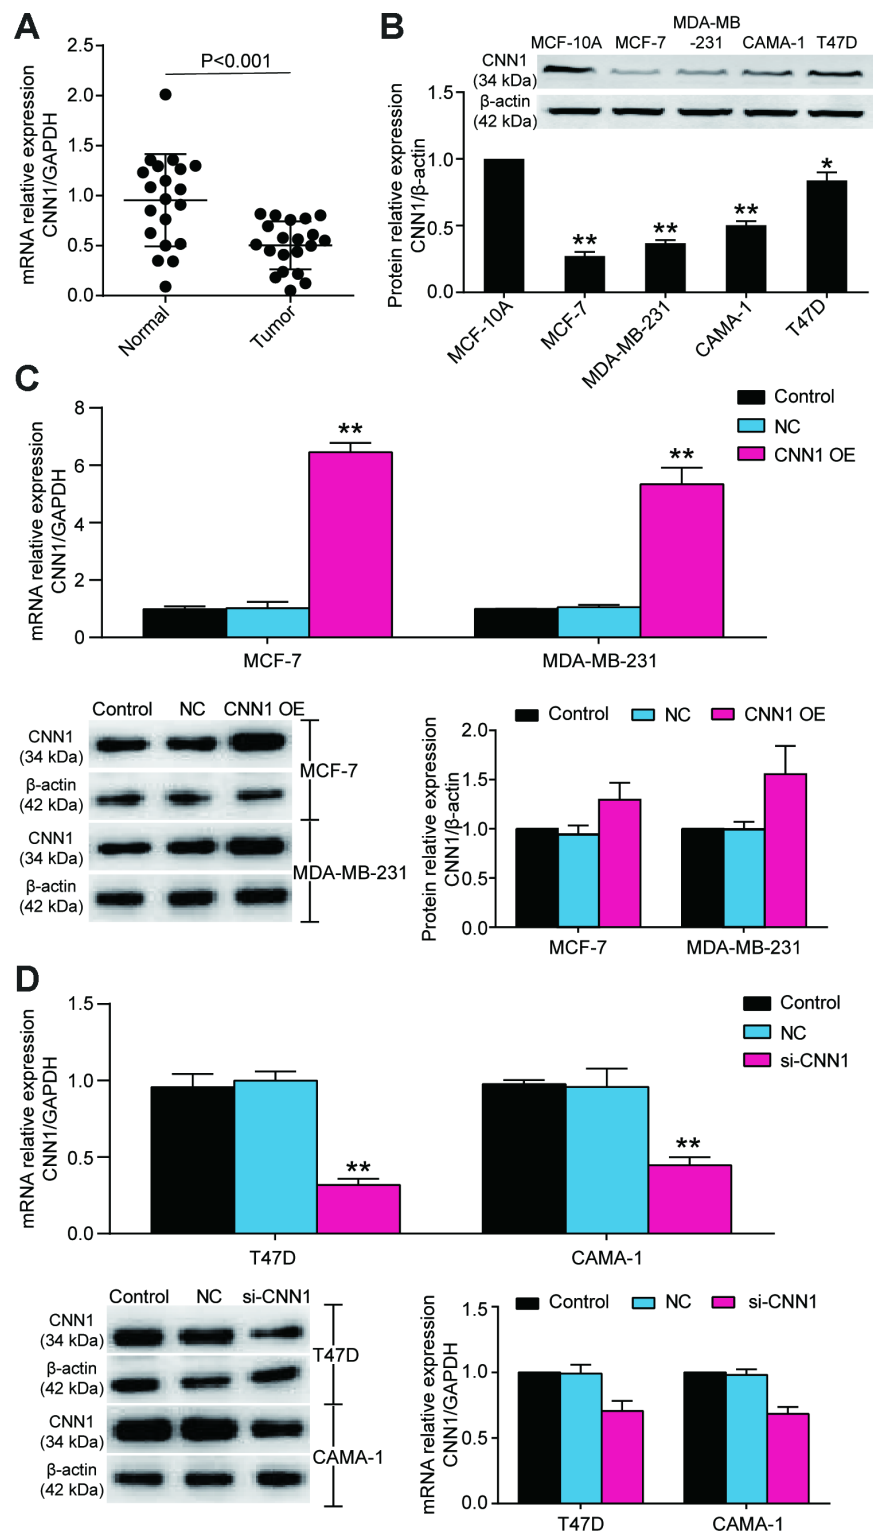 A
2.5
2.0
1.5
1.0
0.5
0.0
mRNA relative expression
CNN1/GAPDH
P<0.001
Normal
Tumor
B
MDA-MB
MCF-10A MCF-7 -231 CAMA-1 T47D
CNN1
(34 kDa)
β-actin
(42 kDa)
1.5
1.0
0.5
0.0
Protein relative expression
CNN1/β-actin
**
**
**
*
MCF-10A
MCF-7
MDA-MB-231
CAMA-1
T47D
C
8
6
4
2
0
mRNA relative expression
CNN1/GAPDH
Control
NC
CNN1 OE
**
**
MCF-7
MDA-MB-231
Control NC CNN1 OE
CNN1
(34 kDa)
β-actin
(42 kDa)
MCF-7
CNN1
(34 kDa)
β-actin
(42 kDa)
MDA-MB-231
Control NC CNN1 OE
2.0
1.5
1.0
0.5
0.0
Protein relative expression
CNN1/β-actin
MCF-7
MDA-MB-231
D
1.5
1.0
0.5
0.0
mRNA relative expression
CNN1/GAPDH
Control
NC
si-CNN1
**
**
T47D
CAMA-1
Control NC si-CNN1
CNN1
(34 kDa)
β-actin
(42 kDa)
T47D
CNN1
(34 kDa)
β-actin
(42 kDa)
CAMA-1
Control NC si-CNN1
1.5
1.0
0.5
0.0
mRNA relative expression
CNN1/GAPDH
T47D
CAMA-1